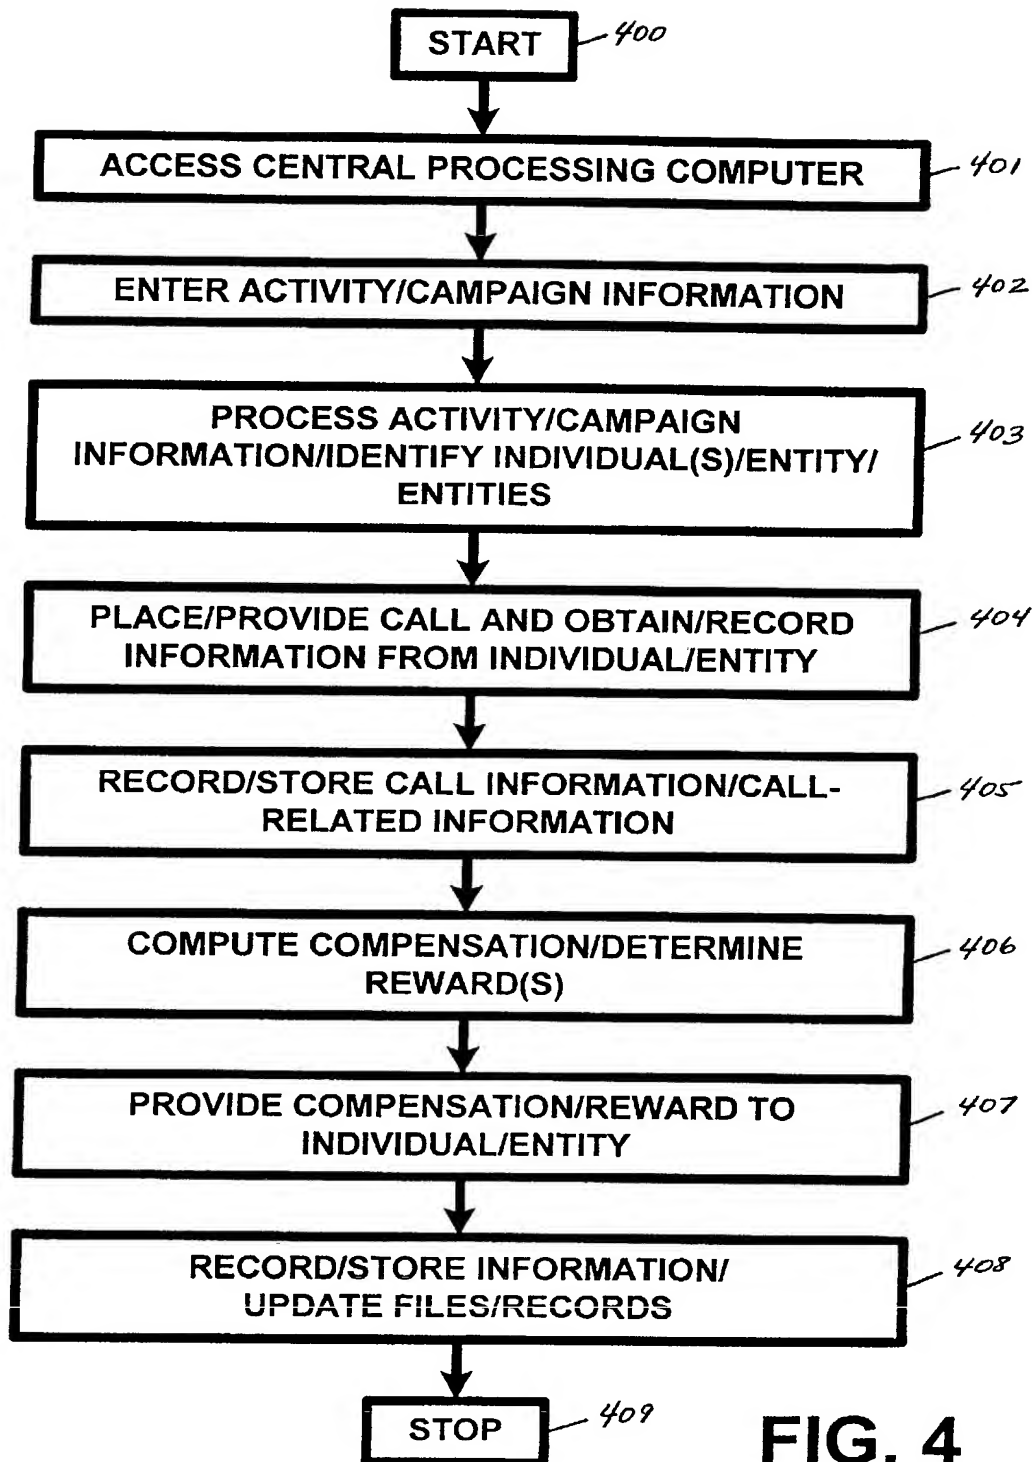 START
400
ACCESS CENTRAL PROCESSING COMPUTER
401
ENTER ACTIVITY/CAMPAIGN INFORMATION
402
PROCESS ACTIVITY/CAMPAIGN
INFORMATION/IDENTIFY INDIVIDUAL(S)/ENTITY/
ENTITIES
403
PLACE/PROVIDE CALL AND OBTAIN/RECORD
INFORMATION FROM INDIVIDUAL/ENTITY
404
RECORD/STORE CALL INFORMATION/CALL-
RELATED INFORMATION
405
COMPUTE COMPENSATION/DETERMINE
REWARD(S)
406
PROVIDE COMPENSATION/REWARD TO
INDIVIDUAL/ENTITY
407
RECORD/STORE INFORMATION/
UPDATE FILES/RECORDS
408
STOP
409
FIG. 4